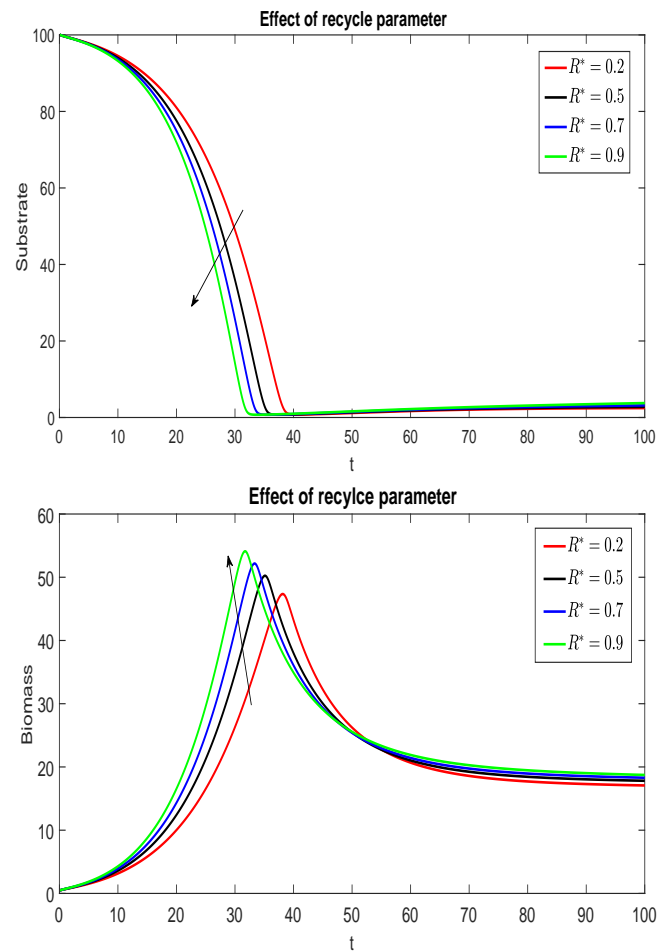 Effect of recycle parameter
100
80
60
40
20
0
Substrate
R* = 0.2
R* = 0.5
R* = 0.7
R* = 0.9
0 10 20 30 40 50 60 70 80 90 100
t
Effect of recylce parameter
60
50
40
30
20
10
0
Biomass
R* = 0.2
R* = 0.5
R* = 0.7
R* = 0.9
0 10 20 30 40 50 60 70 80 90 100
t